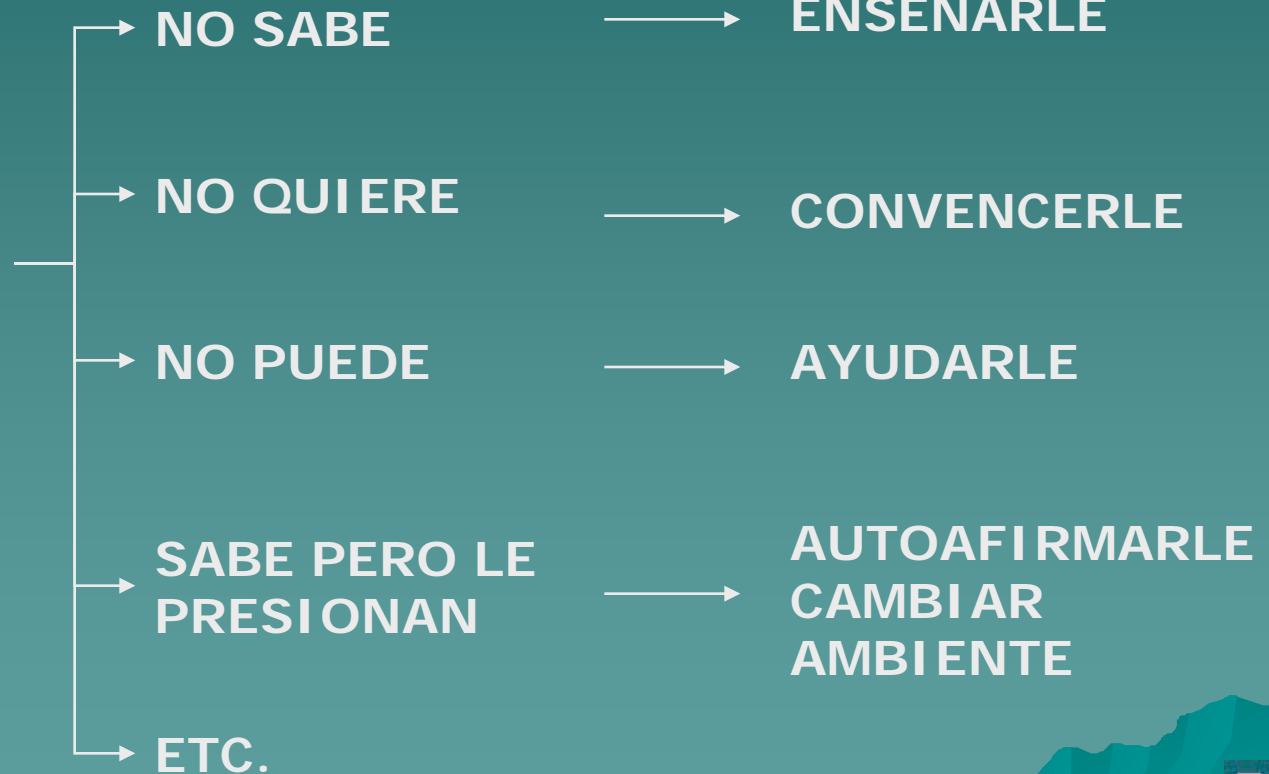 NO SABE
ENSEÑARLE
NO QUIERE
CONVENCERLE
NO PUEDE
AYUDARLE
SABE PERO LE
PRESIONAN
AUTOAFIRMARLE
CAMBIAR
AMBIENTE
ETC.